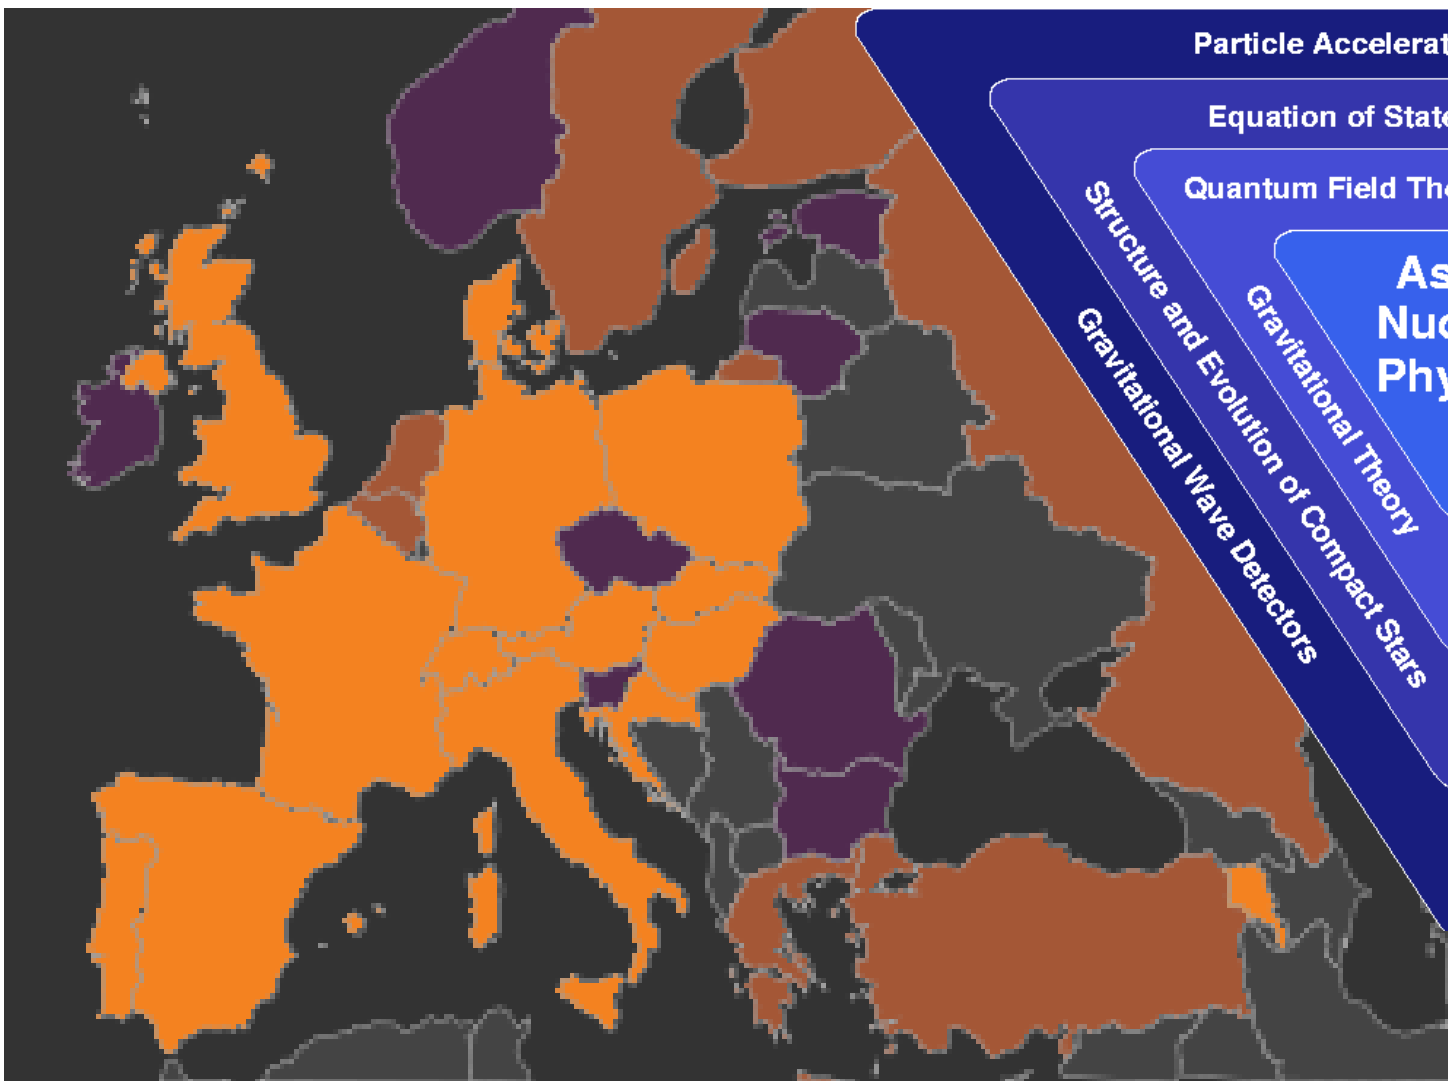 Particle Accelerat
Equation of State
Quantum Field The
As
Nuc
Phy
Gravitational Theory
Structure and Evolution of Compact Stars
Gravitational Wave Detectors